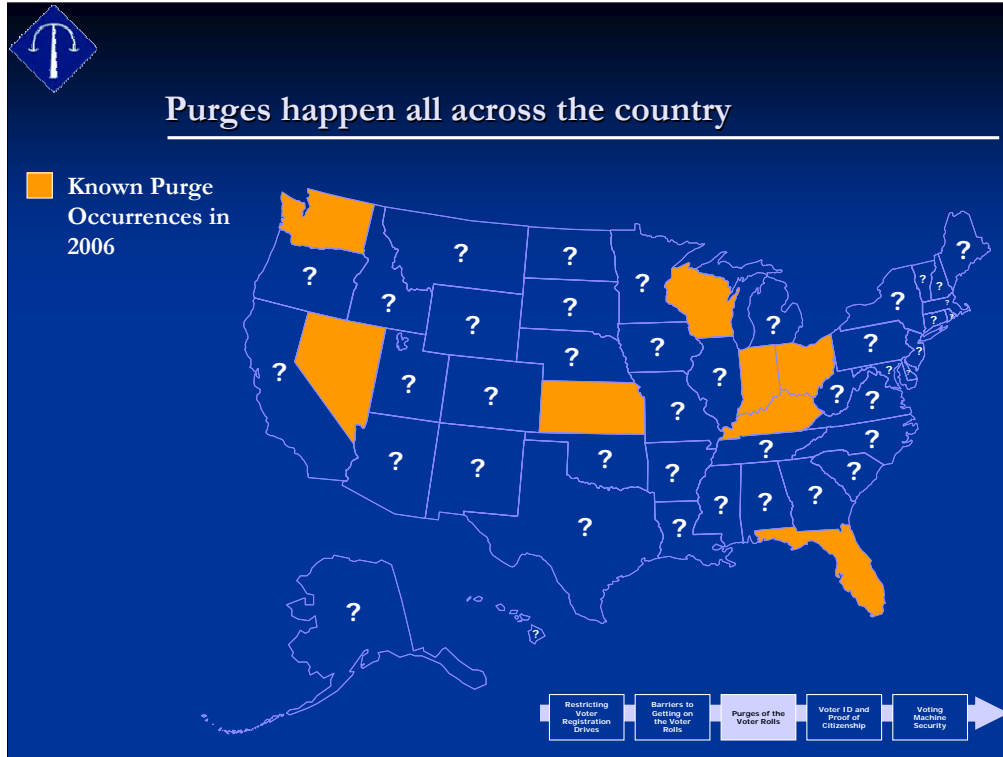 Purges happen all across the country
Known Purge
Occurrences in
2006
? ? ? ?
? ? ? ? ? ? ?
? ? ? ? ? ? ?
? ? ? ? ? ? ?
? ? ? ? ? ?
? ? ? ? ? ?
? ? ?
? ?
Restricting
Voter
Registration
Drives
Barriers to
Getting on
the Voter
Rolls
Purges of the
Voter Rolls
Voter ID and
Proof of
Citizenship
Voting
Machine
Security